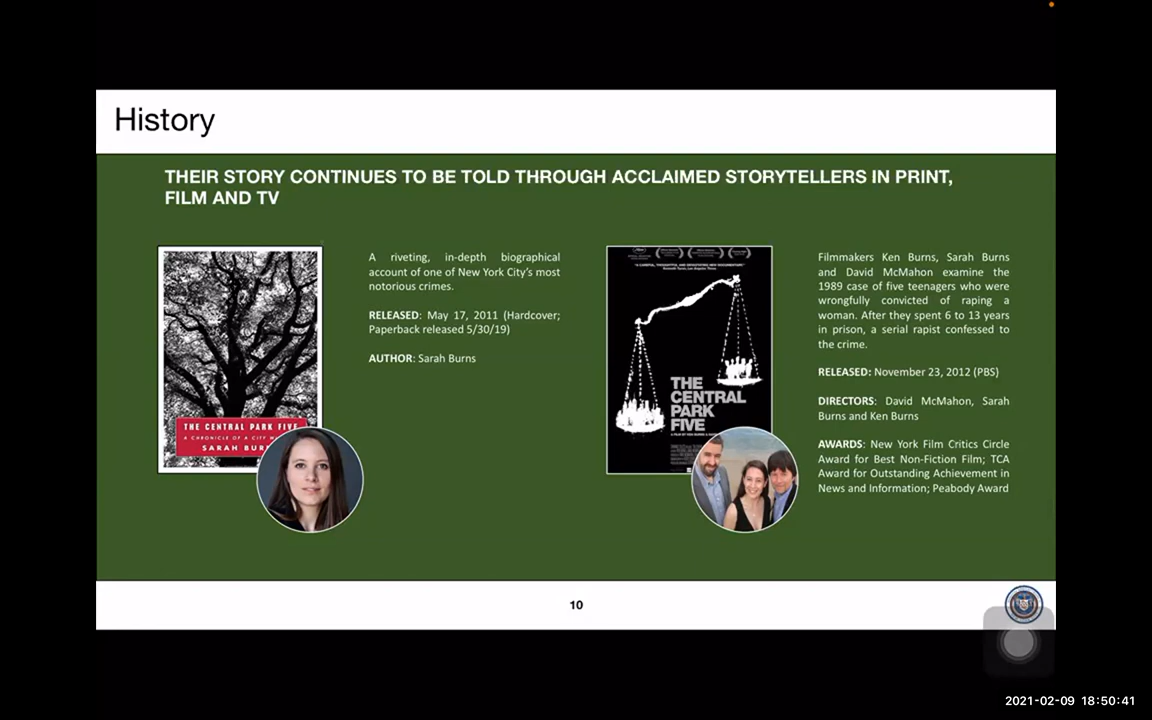 History
THEIR STORY CONTINUES TO BE TOLD THROUGH ACCLAIMED STORYTELLERS IN PRINT,
FILM AND TV
THE CENTRAL PARK FIVE
A CHRONICLE OF A CITY
SARAH
A riveting, in-depth biographical
account of one of New York City's most
notorious crimes.
RELEASED: May 17, 2011 (Hardcover;
Paperback released 5/30/19)
AUTHOR: Sarah Burns
THE
CENTRAL
PARK
FIVE
Filmmakers Ken Burns, Sarah Burns
and David McMahon examine the
1989 case of five teenagers who were
wrongfully convicted of raping a
woman. After they spent 6 to 13 years
in prison, a serial rapist confessed to
the crime.
RELEASED: November 23, 2012 (PBS)
DIRECTORS: David McMahon, Sarah
Burns and Ken Burns
AWARDS: New York Film Critics Circle
Award for Best Non-Fiction Film; TCA
Award for Outstanding Achievement in
News and Information; Peabody Award
10
2021-02-09 18:50:41